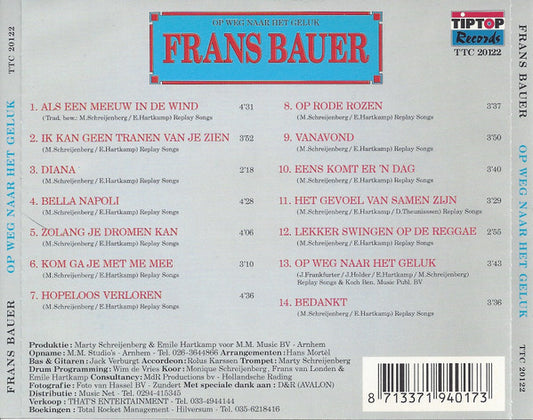 OP WEG NAAR HET GELUK
FRANS BAUER
TIPTOP
Records
TTC 20122
1. ALS EEN MEEUW IN DE WIND 4'31
(Trad. bew.: M.Schreijenberg / E.Hartkamp) Replay Songs
2. IK KAN GEEN TRANEN VAN JE ZIEN 3'52
(M.Schreijenberg / E.Hartkamp) Replay Songs
3. DIANA 2'18
(M.Schreijenberg / E.Hartkamp) Replay Songs
4. BELLA NAPOLI 4'28
(M.Schreijenberg / E.Hartkamp) Replay Songs
5. ZOLANG JE DROMEN KAN 4'06
(M.Schreijenberg / E.Hartkamp) Replay Songs
6. KOM GA JE MET ME MEE 3'10
(M.Schreijenberg / E.Hartkamp) Replay Songs
7. HOPELOOS VERLOREN 4'36
(M.Schreijenberg / E.Hartkamp) Replay Songs
8. OP RODE ROZEN 3'37
(M.Schreijenberg / E.Hartkamp) Replay Songs
9. VANAVOND 3'50
(M.Schreijenberg / E.Hartkamp) Replay Songs
10. EENS KOMT ER 'N DAG 3'40
(M.Schreijenberg / E.Hartkamp) Replay Songs
11. HET GEVOEL VAN SAMEN ZIJN 3'29
(M.Schreijenberg / E.Hartkamp / D.Theunissen) Replay Songs
12. LEKKER SWINGEN OP DE REGGAE 2'55
(M.Schreijenberg / E.Hartkamp) Replay Songs
13. OP WEG NAAR HET GELUK 3'43
(J.Frankfurter / J.Holder / E.Hartkamp / M.Schreijenberg)
Replay Songs & Koch Ben. Music Publ. BV
14. BEDANKT 3'36
(M.Schreijenberg / E.Hartkamp) Replay Songs
Produktie: Marty Schreijenberg & Emile Hartkamp voor M.M. Music BV - Arnhem
Opname: M.M. Studio's - Arnhem - Tel. 026-3644866 Arrangementen: Hans Mortèl
Bas & Gitaren: Jack Verburgt Accordeon: Rolus Karssen Trompet: Marty Schreijenberg
Drum Programming: Wim de Vries Koor: Monique Schreijenberg, Frans van Londen &
Emile Hartkamp Consultancy: MdR Productions bv - Hollandsche Rading
Fotografie: Foto van Hassel BV - Zundert Met speciale dank aan: D&R (AVALON)
Distributie: Music Net - Tel. 0294-415345
Verkoop: THAT'S ENTERTAINMENT - Tel. 033-4944144
Boekingen: Total Rocket Management - Hilversum - Tel. 035-6218416
8 713371 940173
TTC 20122
OP WEG NAAR HET GELUK
FRANS BAUER
FRANS BAUER
OP WEG NAAR HET GELUK
TTC 20122